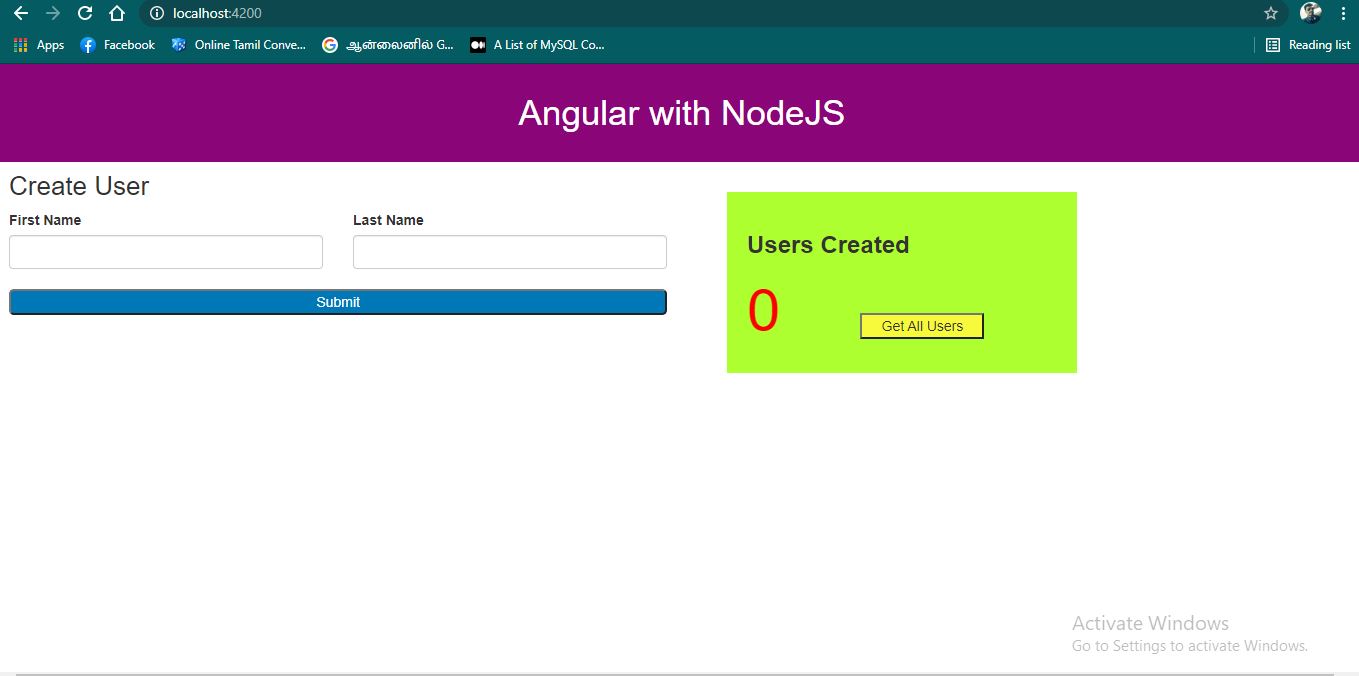 localhost:4200
Apps Facebook Online Tamil Conve... ஆன்லைனில் G... A List of MySQL Co... Reading list
Angular with NodeJS
Create User
First Name Last Name
Submit
Users Created
0
Get All Users
Activate Windows
Go to Settings to activate Windows.